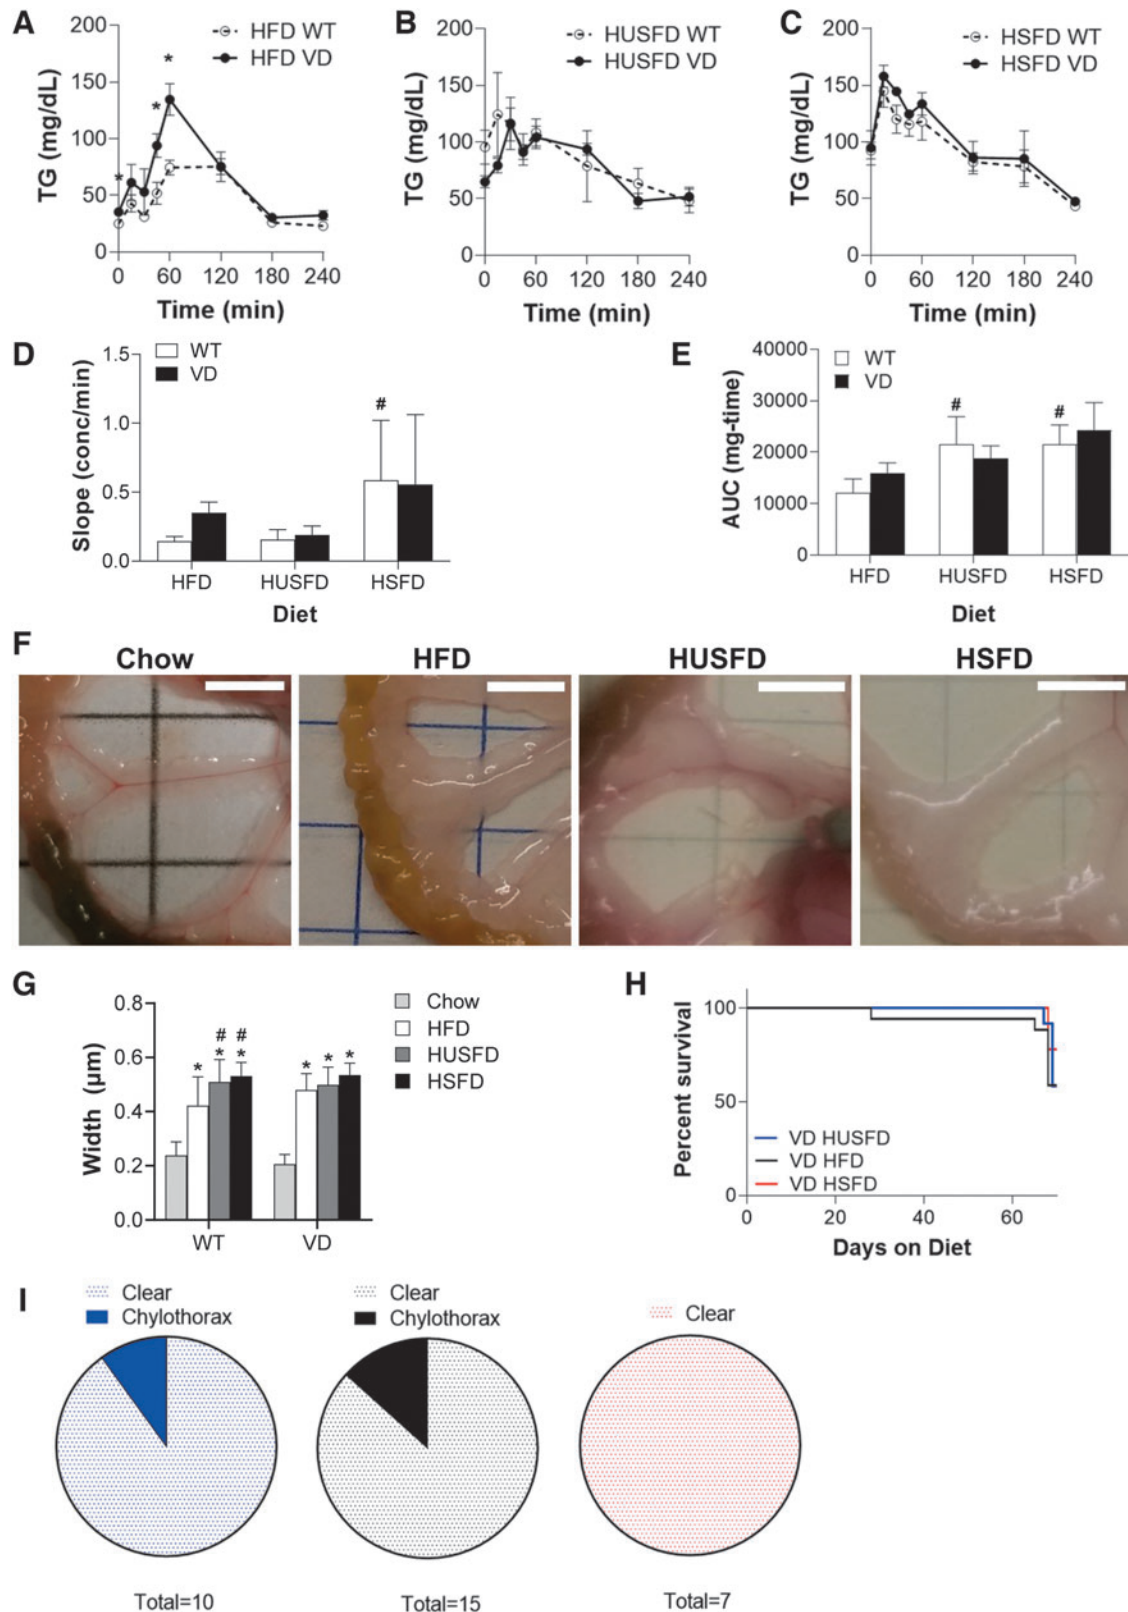 A
200
150
100
50
0
TG (mg/dL)
HFD WT
HFD VD
*
*
*
0 60 120 180 240
Time (min)
B
200
150
100
50
0
TG (mg/dL)
HUSFD WT
HUSFD VD
0 60 120 180 240
Time (min)
C
200
150
100
50
0
TG (mg/dL)
HSFD WT
HSFD VD
0 60 120 180 240
Time (min)
D
1.5
1.0
0.5
0.0
Slope (conc/min)
WT
VD
#
HFD HUSFD HSFD
Diet
E
40000
30000
20000
10000
0
AUC (mg-time)
WT
VD
# #
HFD HUSFD HSFD
Diet
F
Chow HFD HUSFD HSFD
G
0.8
0.6
0.4
0.2
0.0
Width (μm)
# #
* * * * * *
WT VD
Chow
HFD
HUSFD
HSFD
H
100
50
0
Percent survival
VD HUSFD
VD HFD
VD HSFD
0 20 40 60
Days on Diet
I
Clear
Chylothorax
Total=10
Clear
Chylothorax
Total=15
Clear
Total=7